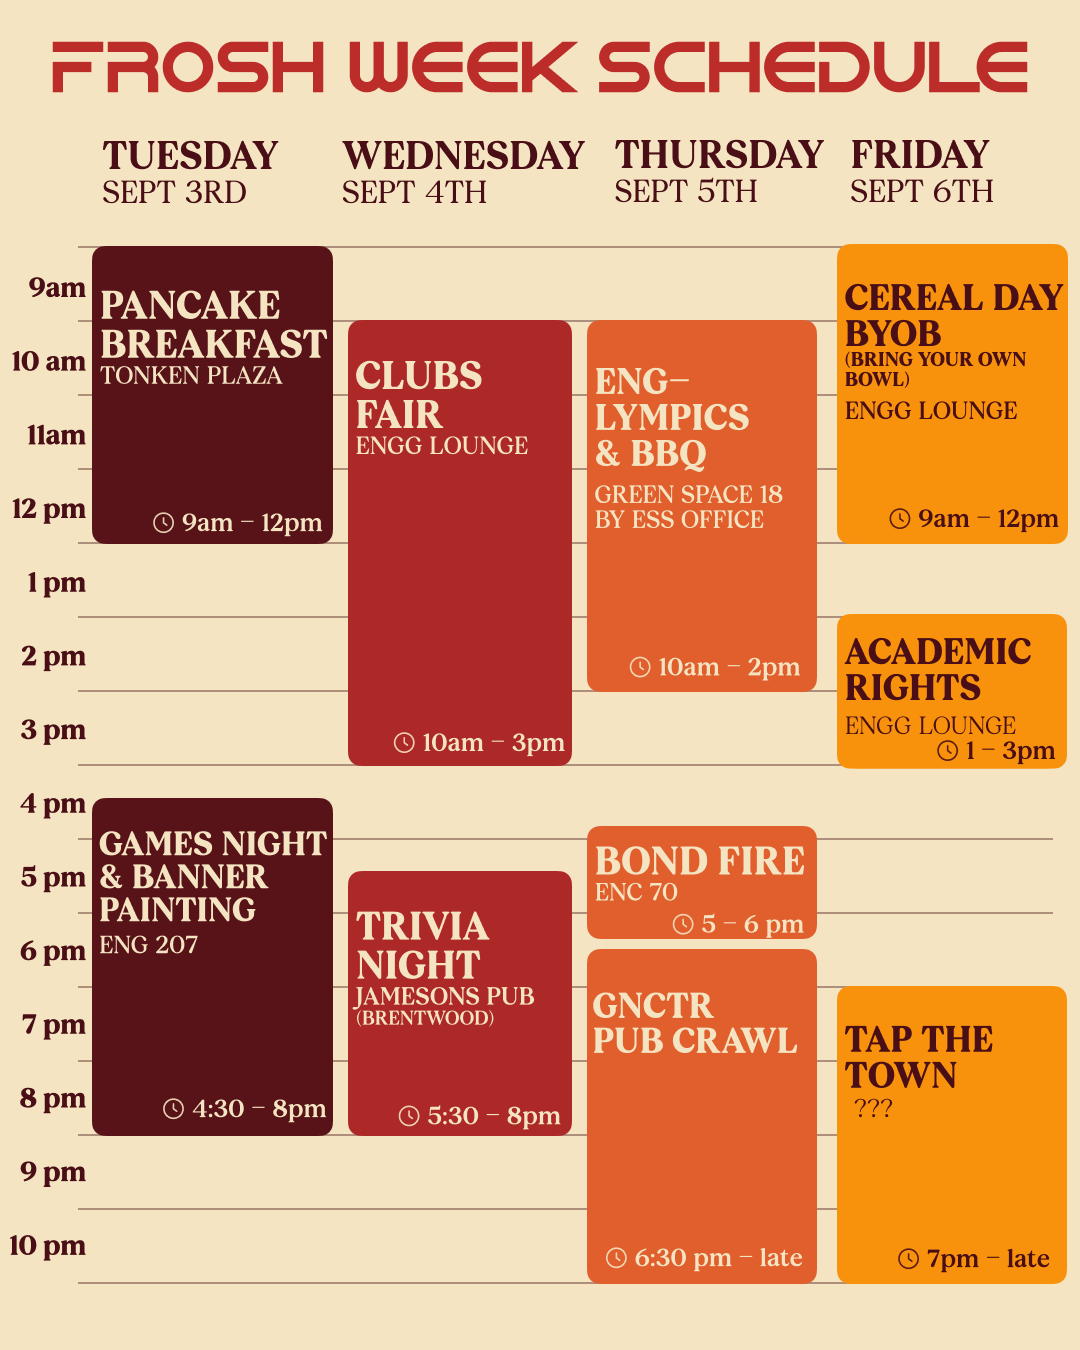 FROSH WEEK SCHEDULE
TUESDAY
SEPT 3RD
WEDNESDAY
SEPT 4TH
THURSDAY
SEPT 5TH
FRIDAY
SEPT 6TH
9am
10 am
11am
12 pm
1 pm
2 pm
3 pm
4 pm
5 pm
6 pm
7 pm
8 pm
9 pm
10 pm
PANCAKE
BREAKFAST
TONKEN PLAZA
9am – 12pm
GAMES NIGHT
& BANNER
PAINTING
ENG 207
4:30 – 8pm
CLUBS
FAIR
ENGG LOUNGE
10am – 3pm
TRIVIA
NIGHT
JAMESONS PUB
(BRENTWOOD)
5:30 – 8pm
ENG–
LYMPICS
& BBQ
GREEN SPACE 18
BY ESS OFFICE
10am – 2pm
BOND FIRE
ENC 70
5 – 6 pm
GNCTR
PUB CRAWL
6:30 pm – late
CEREAL DAY
BYOB
(BRING YOUR OWN
BOWL)
ENGG LOUNGE
9am – 12pm
ACADEMIC
RIGHTS
ENGG LOUNGE
1 – 3pm
TAP THE
TOWN
???
7pm – late